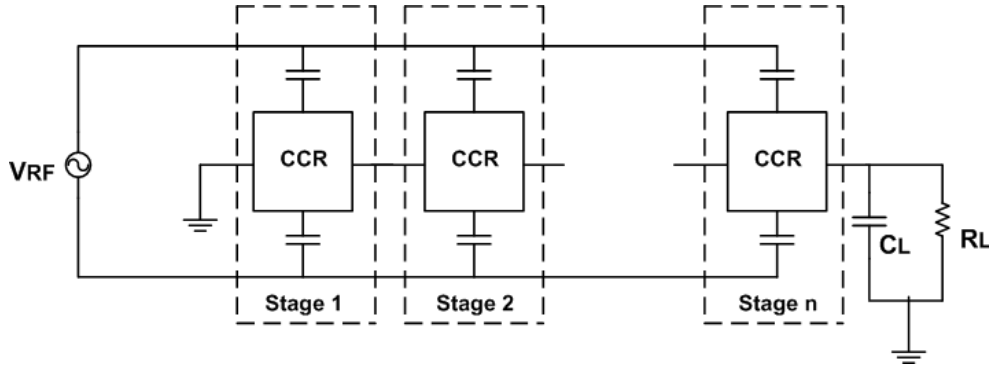 VRF
CCR
CCR
CCR
CL
RL
Stage 1
Stage 2
Stage n